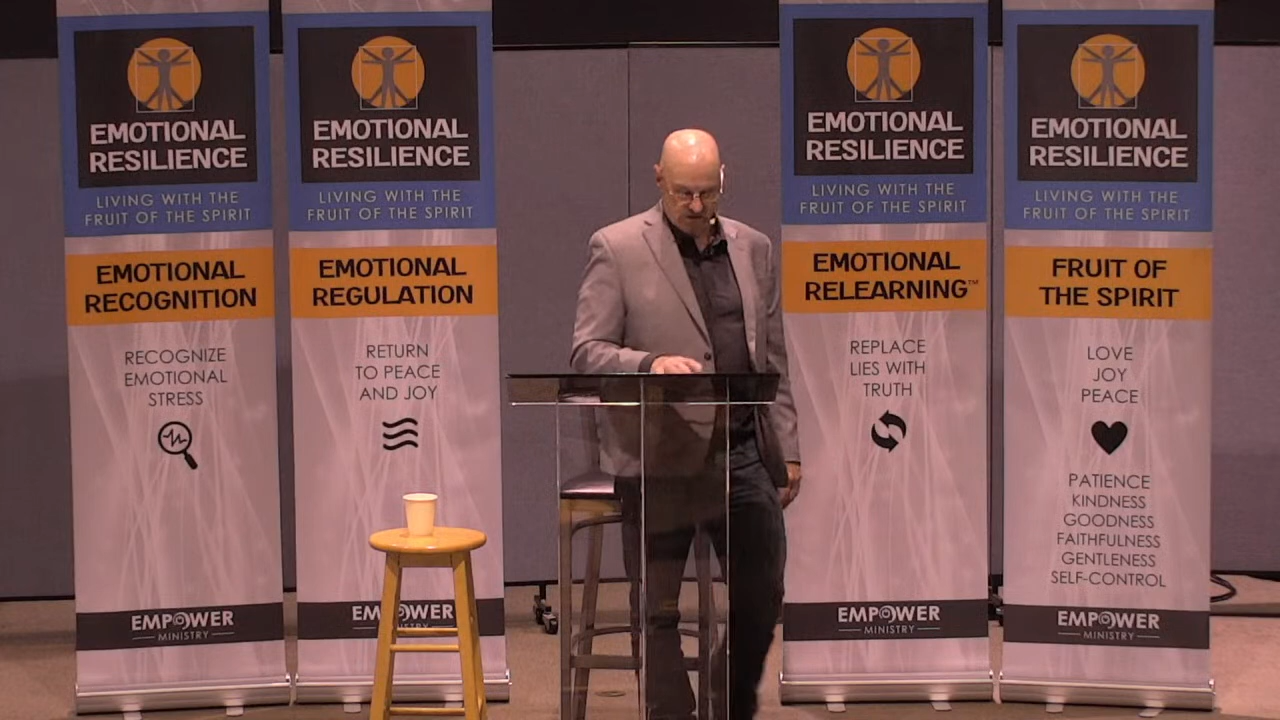 EMOTIONAL
RESILIENCE
LIVING WITH THE
FRUIT OF THE SPIRIT
EMOTIONAL
RECOGNITION
RECOGNIZE
EMOTIONAL
STRESS
EMPOWER
MINISTRY
EMOTIONAL
RESILIENCE
LIVING WITH THE
FRUIT OF THE SPIRIT
EMOTIONAL
REGULATION
RETURN
TO PEACE
AND JOY
EMPOWER
MINISTRY
EMOTIONAL
RESILIENCE
LIVING WITH THE
FRUIT OF THE SPIRIT
EMOTIONAL
RELEARNING™
REPLACE
LIES WITH
TRUTH
EMPOWER
MINISTRY
EMOTIONAL
RESILIENCE
LIVING WITH THE
FRUIT OF THE SPIRIT
FRUIT OF
THE SPIRIT
LOVE
JOY
PEACE
PATIENCE
KINDNESS
GOODNESS
FAITHFULNESS
GENTLENESS
SELF-CONTROL
EMPOWER
MINISTRY